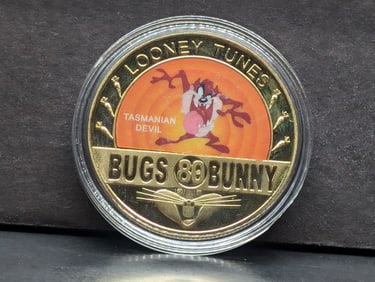 LOONEY TUNES
TASMANIAN
DEVIL
BUGS 80 BUNNY